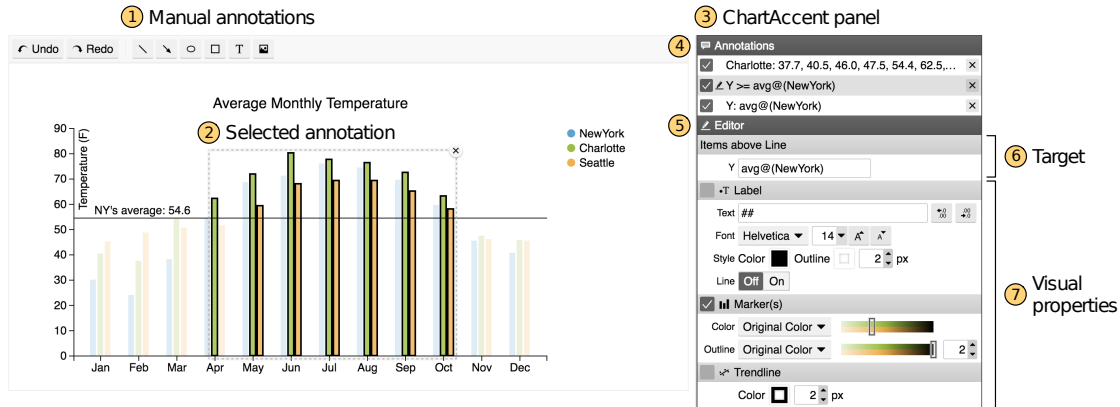 1 Manual annotations
Undo Redo T
Average Monthly Temperature
2 Selected annotation
Temperature (F)
90
80
70
60
50
40
30
20
10
0
NY's average: 54.6
Jan Feb Mar Apr May Jun Jul Aug Sep Oct Nov Dec
NewYork
Charlotte
Seattle
3 ChartAccent panel
4 Annotations
Charlotte: 37.7, 40.5, 46.0, 47.5, 54.4, 62.5,...
Y >= avg@(NewYork)
Y: avg@(NewYork)
5 Editor
Items above Line
Y avg@(NewYork)
6 Target
T Label
Text ## .0 .00 .00 .0
Font Helvetica 14 A A
Style Color Outline 2 px
Line Off On
7 Visual
properties
Marker(s)
Color Original Color
Outline Original Color 2
Trendline
Color 2 px